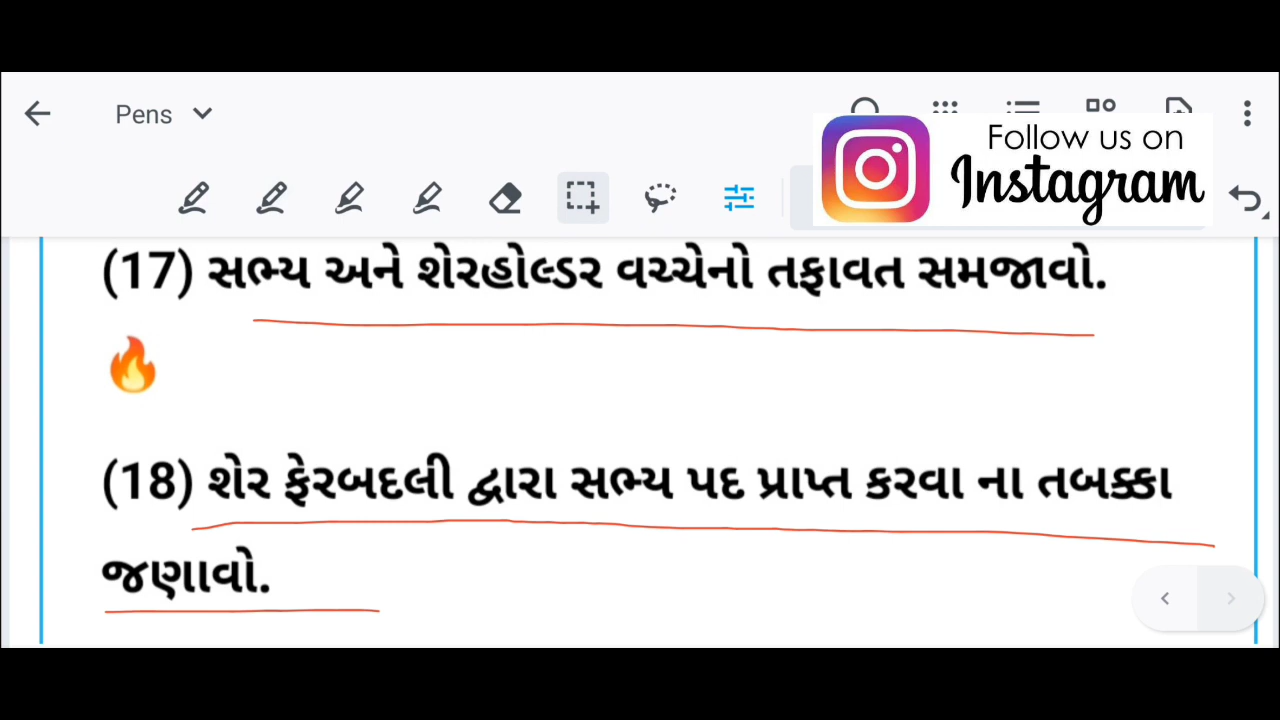 Pens
Follow us on
Instagram
(17) સભ્ય અને શેરહોલ્ડર વચ્ચેનો તફાવત સમજાવો.
🔥
(18) શેર ફેરબદલી દ્વારા સભ્ય પદ પ્રાપ્ત કરવા ના તબક્કા
જણાવો.